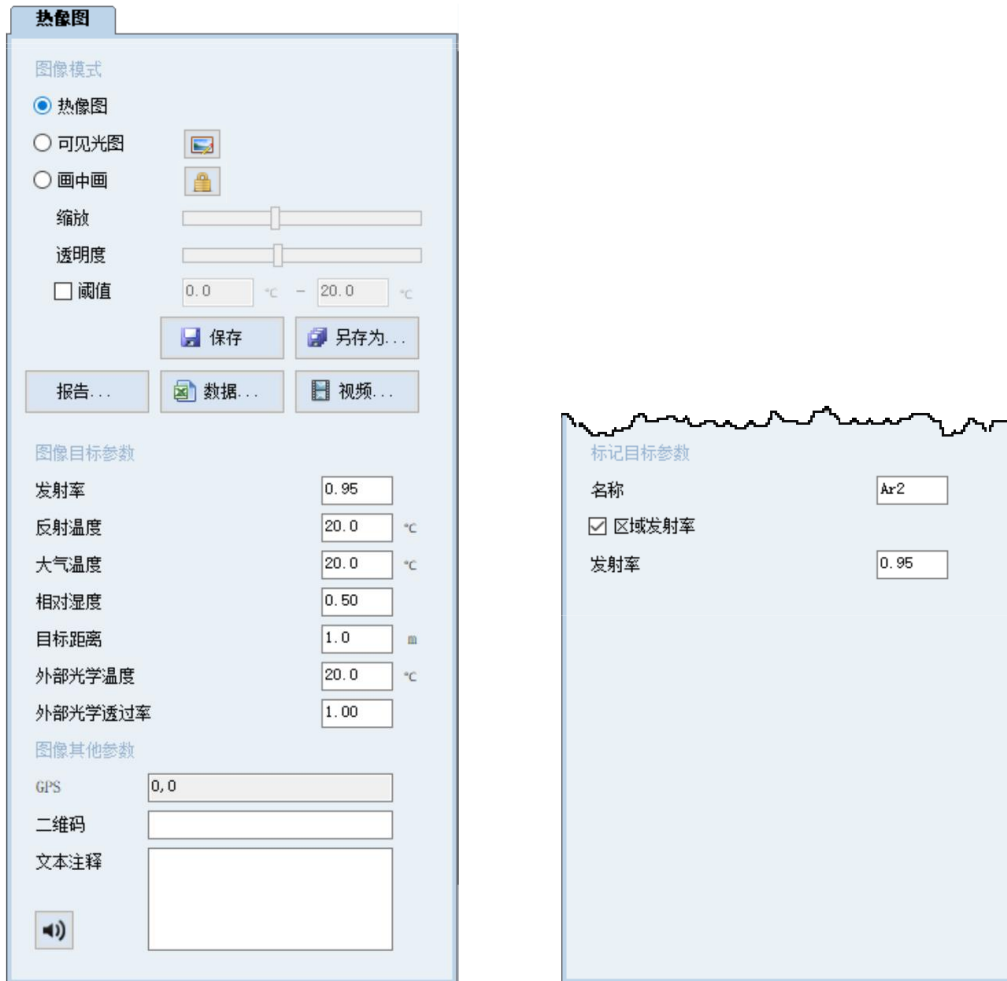 热像图
图像模式
热像图
可见光图
画中画
缩放
透明度
阈值 0.0 ℃ - 20.0 ℃
保存 另存为...
报告... 数据... 视频...
图像目标参数
发射率 0.95
反射温度 20.0 ℃
大气温度 20.0 ℃
相对湿度 0.50
目标距离 1.0 m
外部光学温度 20.0 ℃
外部光学透过率 1.00
图像其他参数
GPS 0,0
二维码
文本注释
标记目标参数
名称 Ar2
区域发射率
发射率 0.95